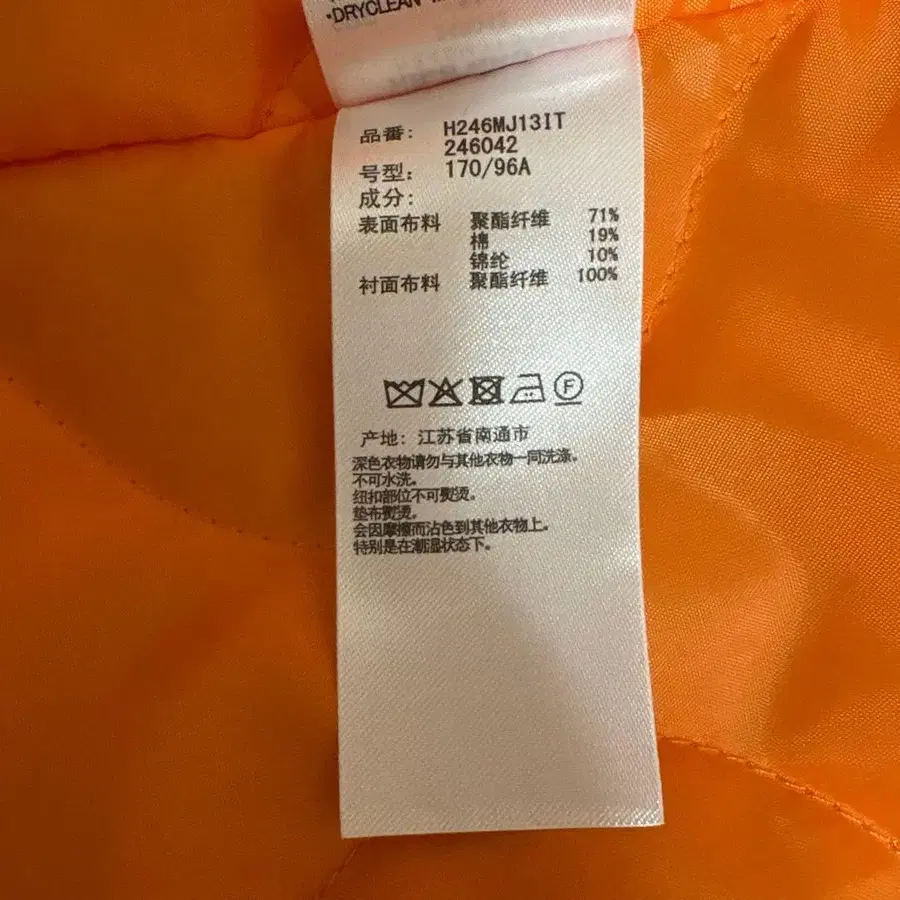 ·DRYCLEAN
品番: H246MJ13IT
246042
号型: 170/96A
成分:
表面布料 聚酯纤维 71%
棉 19%
锦纶 10%
衬面布料 聚酯纤维 100%
F
产地: 江苏省南通市
深色衣物请勿与其他衣物一同洗涤。
不可水洗。
纽扣部位不可熨烫。
垫布熨烫。
会因摩擦而沾色到其他衣物上。
特别是在潮湿状态下。